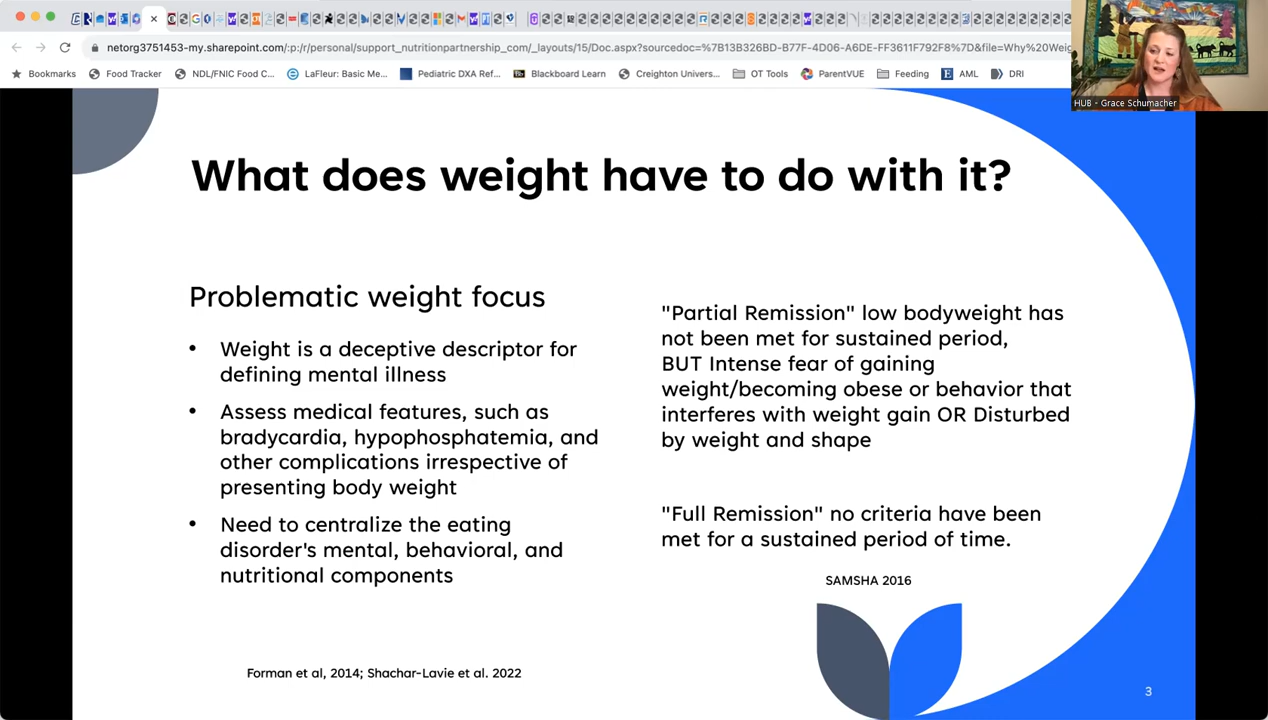 netorg3751453-my.sharepoint.com/:p:/r/personal/support_nutritionpartnership_com/_layouts/15/Doc.aspx?sourcedoc=%7B13B326BD-B77F-4D06-A6DE-FF3611F792F8%7D&file=Why%20Weig
Bookmarks Food Tracker NDL/FNIC Food C... LaFleur: Basic Me... Pediatric DXA Ref... Blackboard Learn Creighton Univers... OT Tools ParentVUE Feeding AML DRI
HUB - Grace Schumacher
What does weight have to do with it?
Problematic weight focus
• Weight is a deceptive descriptor for
defining mental illness
• Assess medical features, such as
bradycardia, hypophosphatemia, and
other complications irrespective of
presenting body weight
• Need to centralize the eating
disorder's mental, behavioral, and
nutritional components
Forman et al, 2014; Shachar-Lavie et al. 2022
"Partial Remission" low bodyweight has
not been met for sustained period,
BUT Intense fear of gaining
weight/becoming obese or behavior that
interferes with weight gain OR Disturbed
by weight and shape
"Full Remission" no criteria have been
met for a sustained period of time.
SAMSHA 2016
3